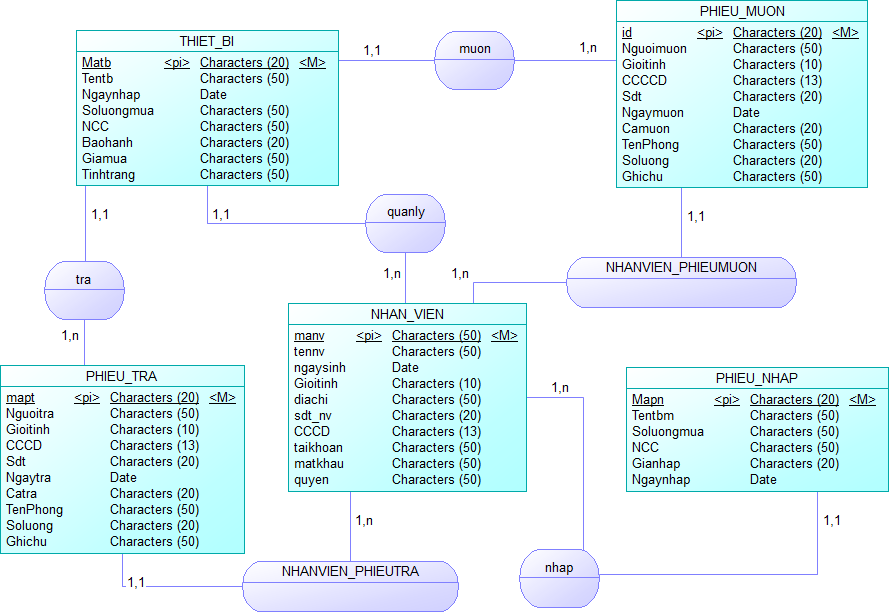 THIET_BI
Matb <pi> Characters (20) <M>
Tentb Characters (50)
Ngaynhap Date
Soluongmua Characters (50)
NCC Characters (50)
Baohanh Characters (20)
Giamua Characters (50)
Tinhtrang Characters (50)
1,1
muon
1,n
PHIEU_MUON
id <pi> Characters (20) <M>
Nguoimuon Characters (50)
Gioitinh Characters (10)
CCCCD Characters (13)
Sdt Characters (20)
Ngaymuon Date
Camuon Characters (20)
TenPhong Characters (50)
Soluong Characters (20)
Ghichu Characters (50)
1,1
1,1
quanly
1,1
tra
1,n
1,n
NHANVIEN_PHIEUMUON
1,n
NHAN_VIEN
manv <pi> Characters (50) <M>
tennv Characters (50)
ngaysinh Date
Gioitinh Characters (10)
diachi Characters (50)
sdt_nv Characters (20)
CCCD Characters (13)
taikhoan Characters (50)
matkhau Characters (50)
quyen Characters (50)
PHIEU_TRA
mapt <pi> Characters (20) <M>
Nguoitra Characters (50)
Gioitinh Characters (10)
CCCD Characters (13)
Sdt Characters (20)
Ngaytra Date
Catra Characters (20)
TenPhong Characters (50)
Soluong Characters (20)
Ghichu Characters (50)
1,n
PHIEU_NHAP
Mapn <pi> Characters (20) <M>
Tentbm Characters (50)
Soluongmua Characters (50)
NCC Characters (50)
Gianhap Characters (20)
Ngaynhap Date
1,n
1,1
1,1
NHANVIEN_PHIEUTRA
nhap